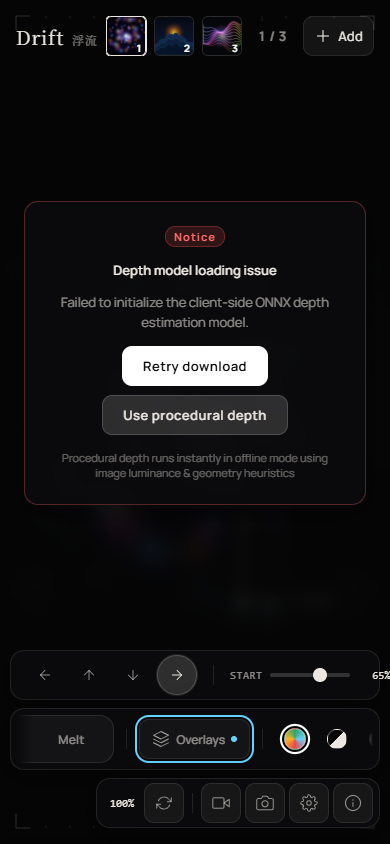 Drift 浮流 1 2 3 1 / 3 Add
Notice
Depth model loading issue
Failed to initialize the client-side ONNX depth
estimation model.
Retry download
Use procedural depth
Procedural depth runs instantly in offline mode using
image luminance & geometry heuristics
START 65%
Melt Overlays
100%